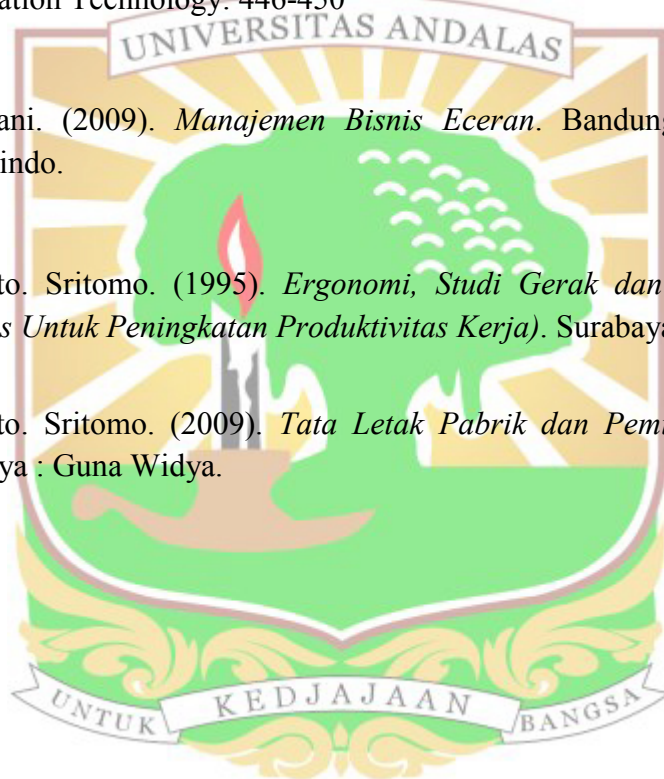 ation Technology. 446-450
UNIVERSITAS ANDALAS
ani. (2009). Manajemen Bisnis Eceran. Bandung
indo.
to. Sritomo. (1995). Ergonomi, Studi Gerak dan
s Untuk Peningkatan Produktivitas Kerja). Surabaya
to. Sritomo. (2009). Tata Letak Pabrik dan Pem
ya : Guna Widya.
UNTUK KEDJAJAAN BANGSA